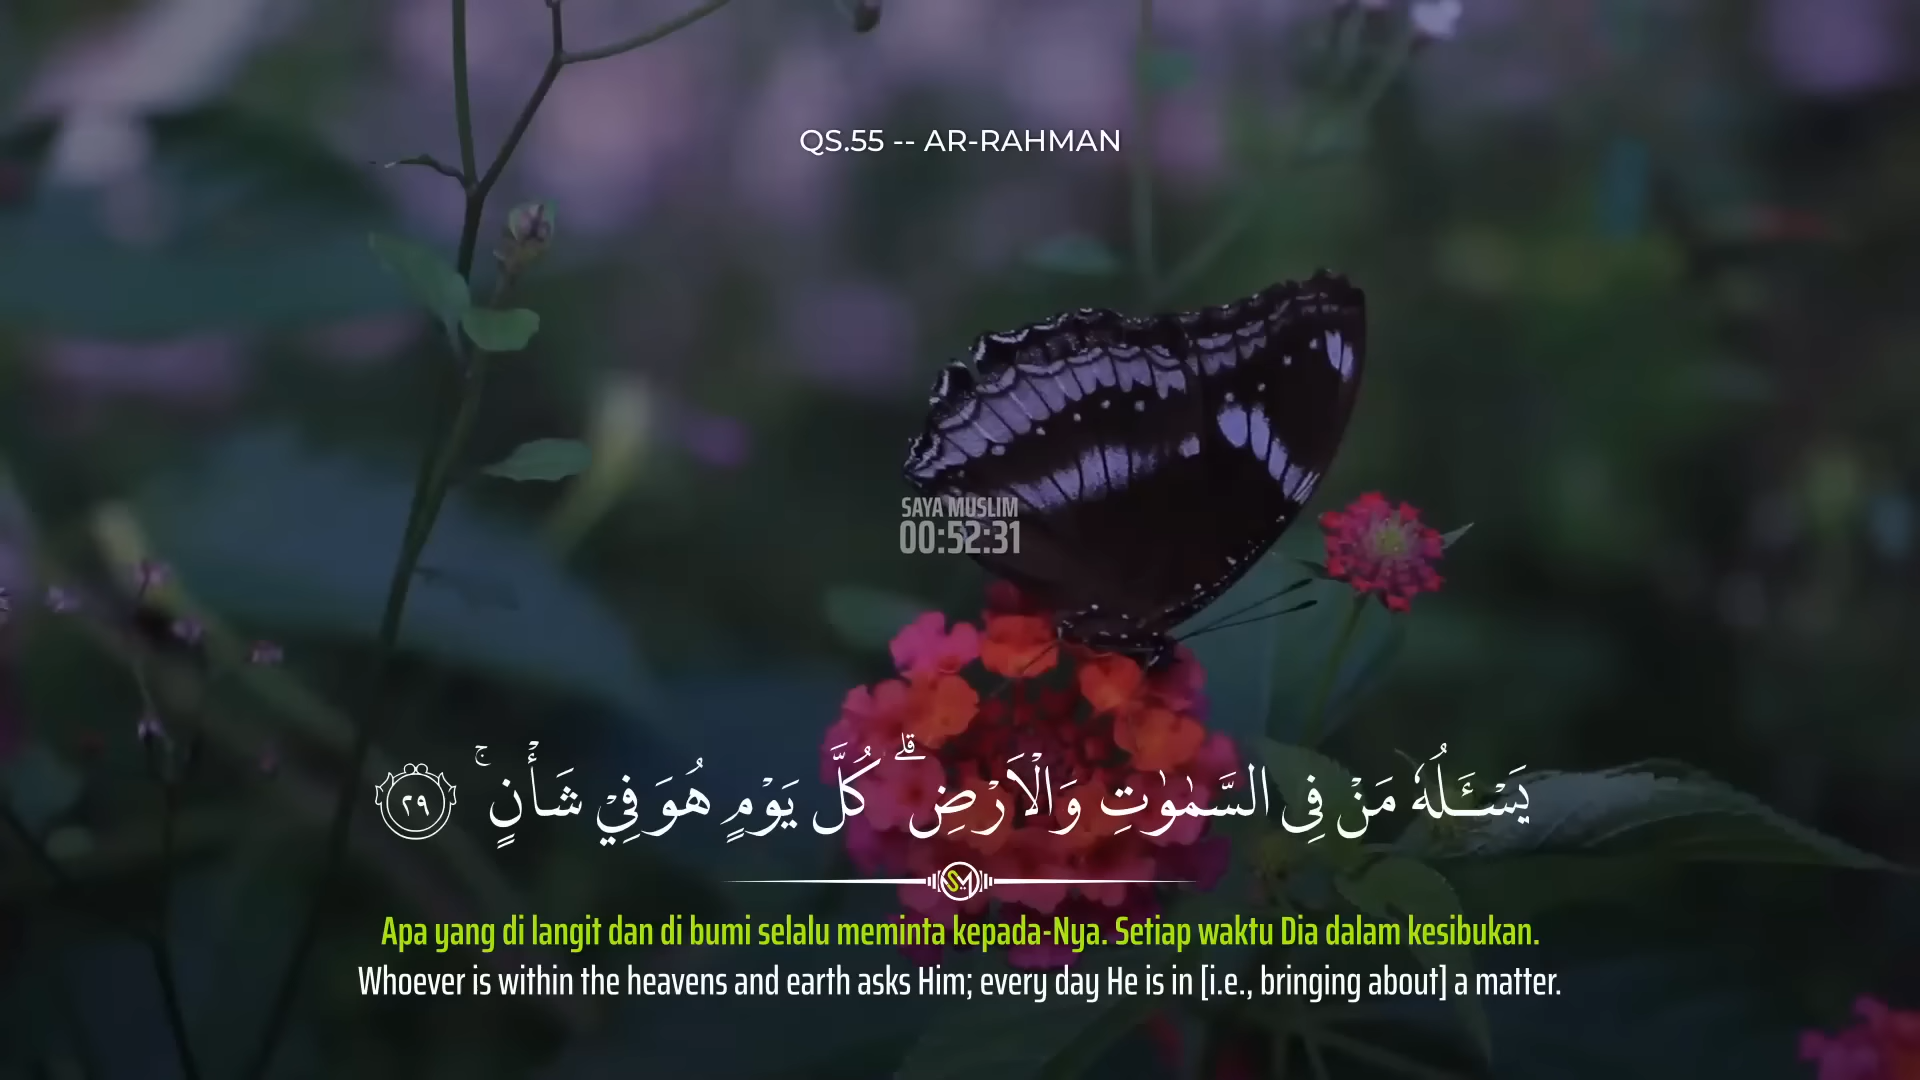 QS.55 -- AR-RAHMAN
SAYA MUSLIM
00:52:31
يَسْـَٔلُهٗ مَنْ فِى السَّمٰوٰتِ وَالْاَرْضِۗ كُلَّ يَوْمٍ هُوَ فِيْ شَأْنٍۚ ٢٩
Apa yang di langit dan di bumi selalu meminta kepada-Nya. Setiap waktu Dia dalam kesibukan.
Whoever is within the heavens and earth asks Him; every day He is in [i.e., bringing about] a matter.